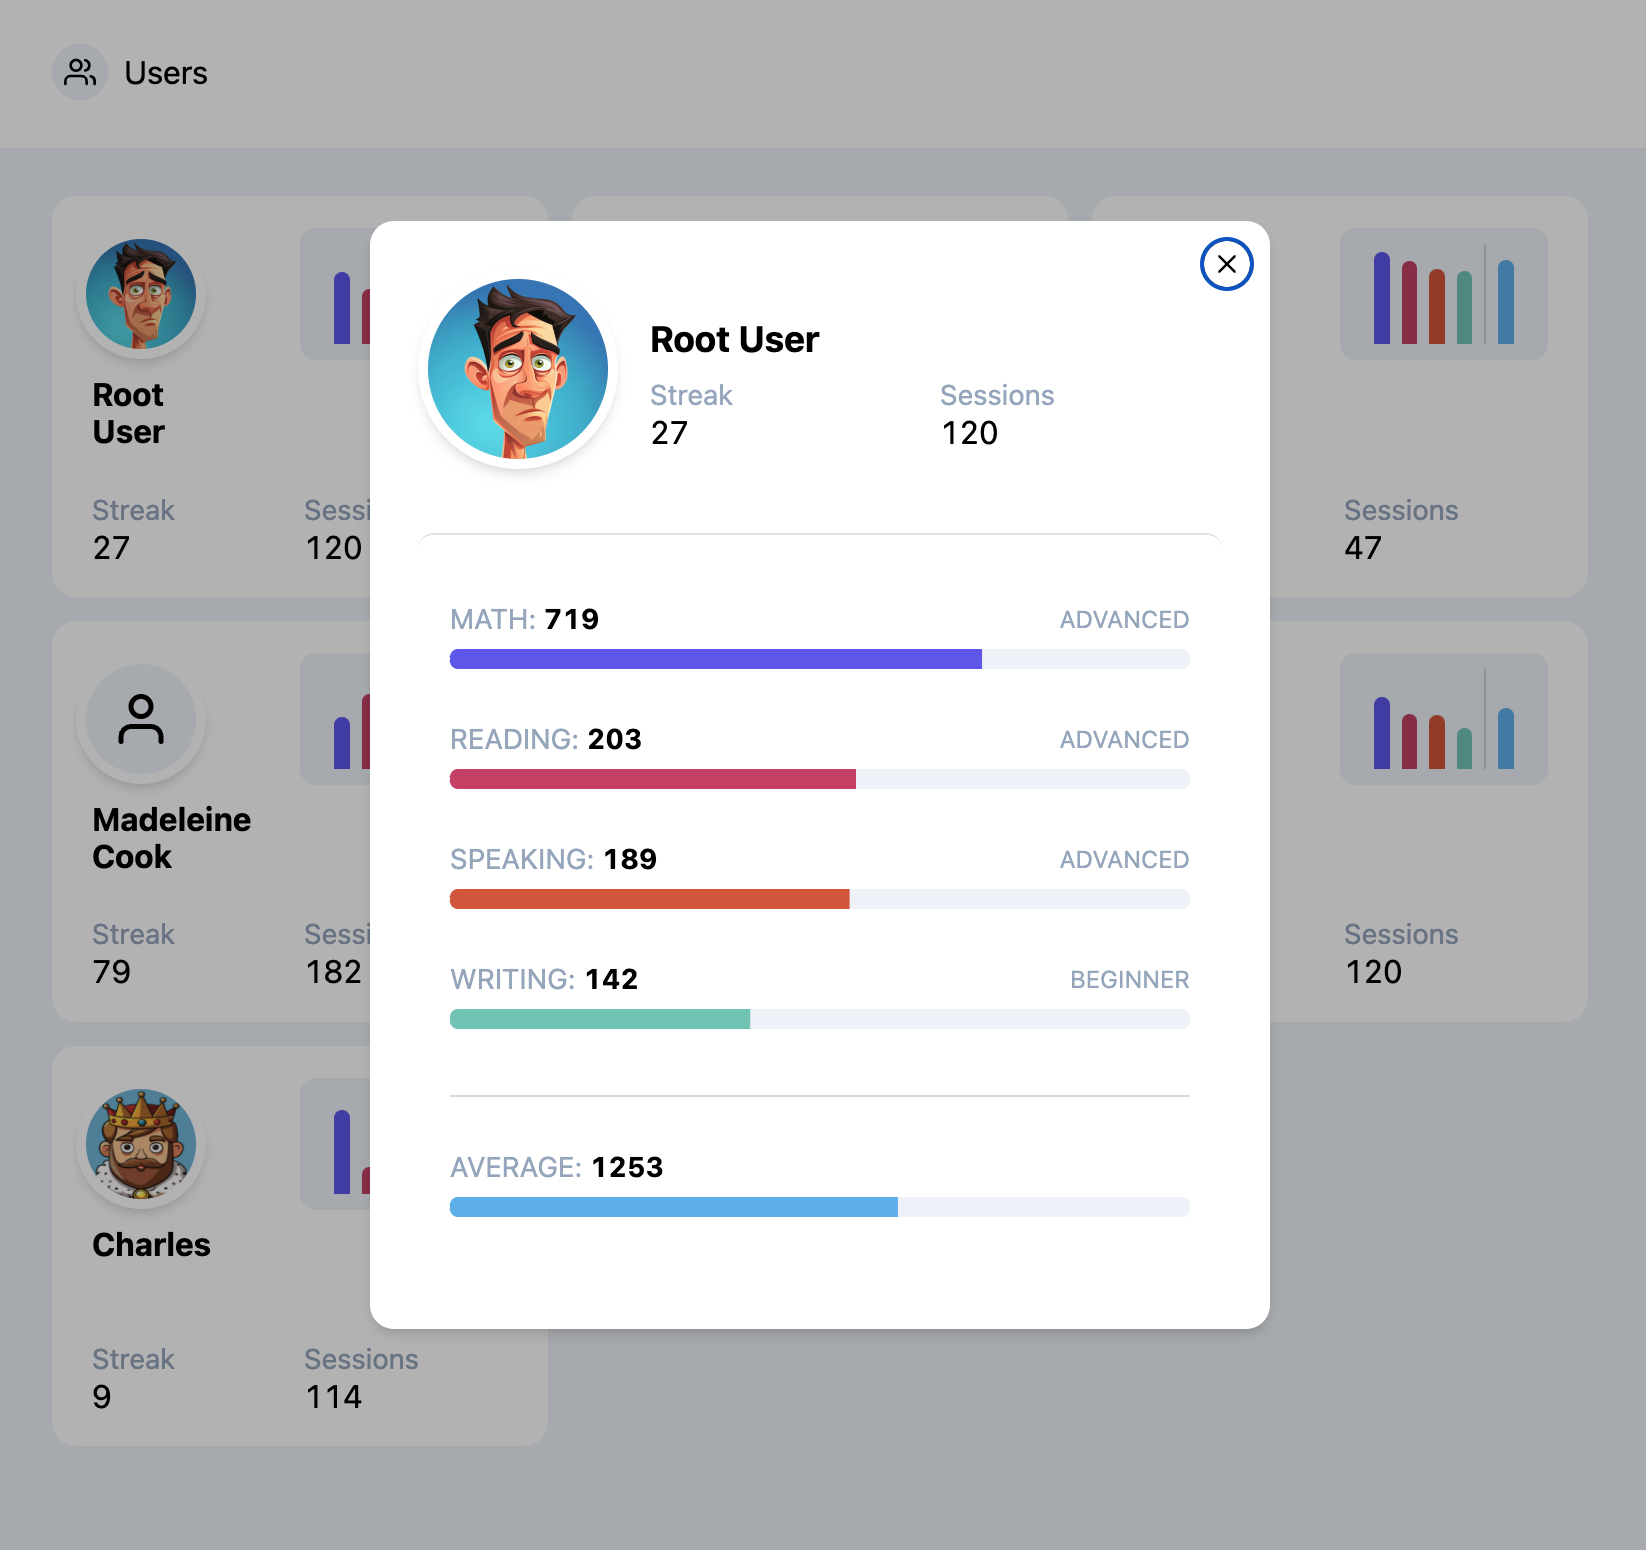 Users
Root
User
Streak
27
Sessi
120
Sessions
47
Madeleine
Cook
Streak
79
Sessi
182
Sessions
120
Charles
Streak
9
Sessions
114
Root User
Streak
27
Sessions
120
MATH: 719
ADVANCED
READING: 203
ADVANCED
SPEAKING: 189
ADVANCED
WRITING: 142
BEGINNER
AVERAGE: 1253